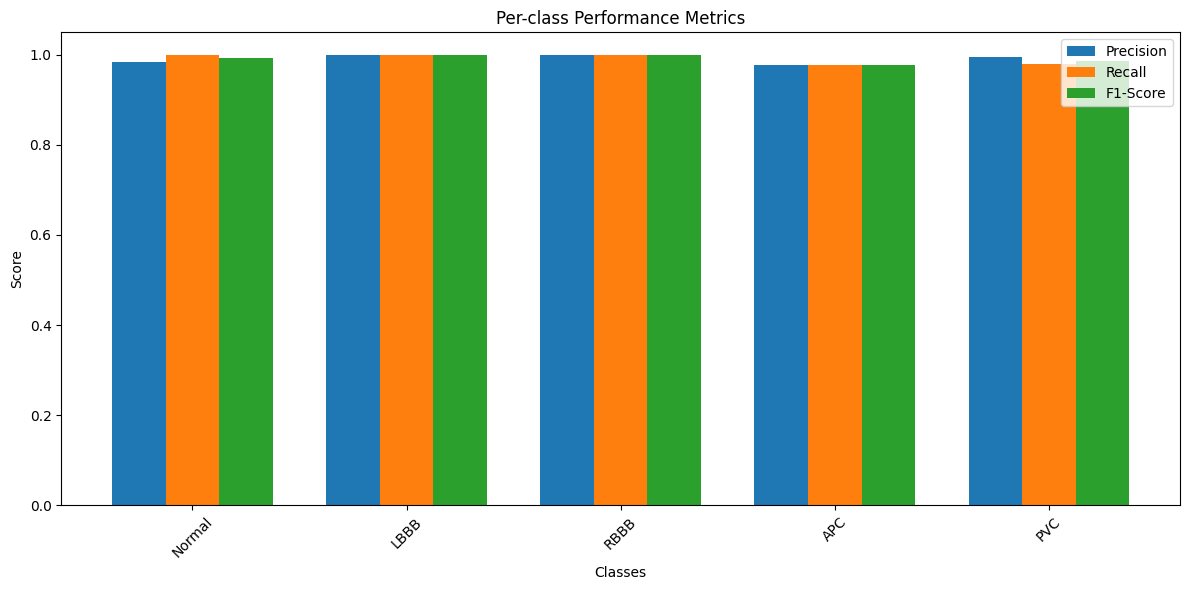 Per-class Performance Metrics
Precision
Recall
F1-Score
1.0
0.8
0.6
0.4
0.2
0.0
Score
Normal
LBBB
RBBB
APC
PVC
Classes